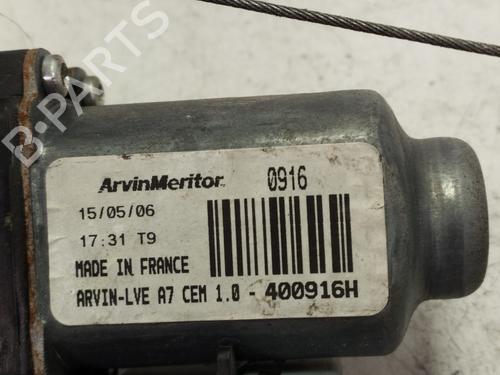 B-PARTS
ArvinMeritor 0916
15/05/06
17:31 T9
MADE IN FRANCE
ARVIN-LVE A7 CEM 1.0 - 400916H